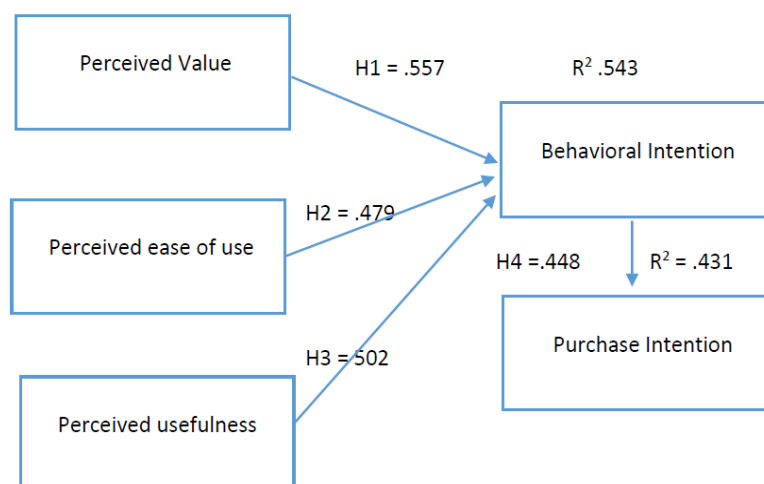 Perceived Value
H1 = .557
R² .543
Behavioral Intention
H2 = .479
Perceived ease of use
H4 =.448
R² = .431
Purchase Intention
H3 = 502
Perceived usefulness